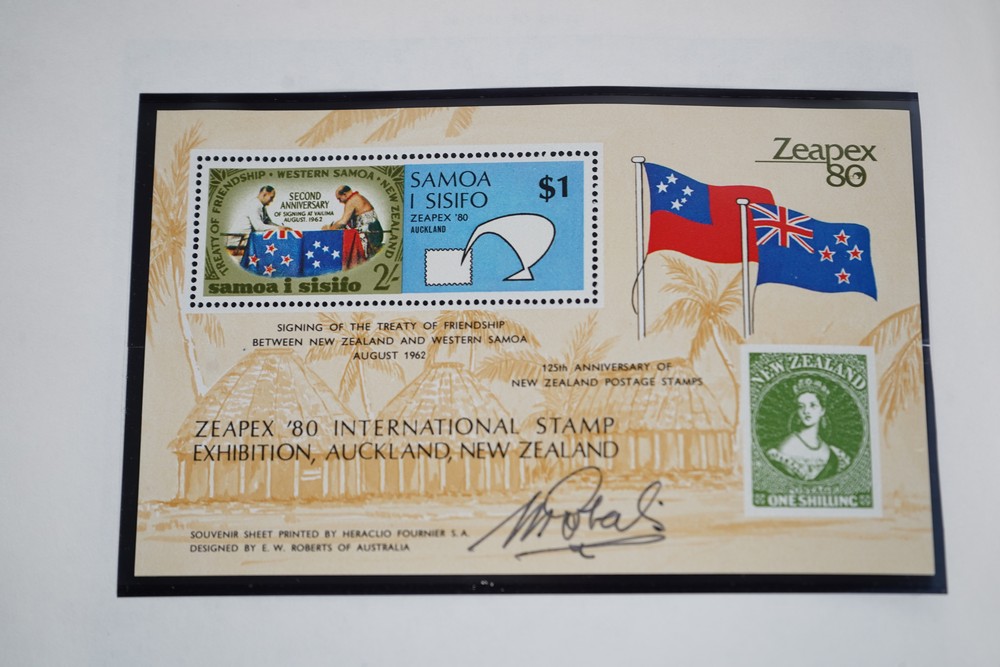 Zeapex
80
TREATY OF FRIENDSHIP · WESTERN SAMOA · NEW ZEALAND
SECOND
ANNIVERSARY
OF SIGNING AT VAILIMA
AUGUST, 1962
samoa i sisifo 2/-
SAMOA
I SISIFO
$1
ZEAPEX '80
AUCKLAND
SIGNING OF THE TREATY OF FRIENDSHIP
BETWEEN NEW ZEALAND AND WESTERN SAMOA
AUGUST 1962
125th ANNIVERSARY OF
NEW ZEALAND POSTAGE STAMPS
NEW ZEALAND
POSTAGE
ONE SHILLING
ZEAPEX '80 INTERNATIONAL STAMP
EXHIBITION, AUCKLAND, NEW ZEALAND
SOUVENIR SHEET PRINTED BY HERACLIO FOURNIER S.A.
DESIGNED BY E. W. ROBERTS OF AUSTRALIA